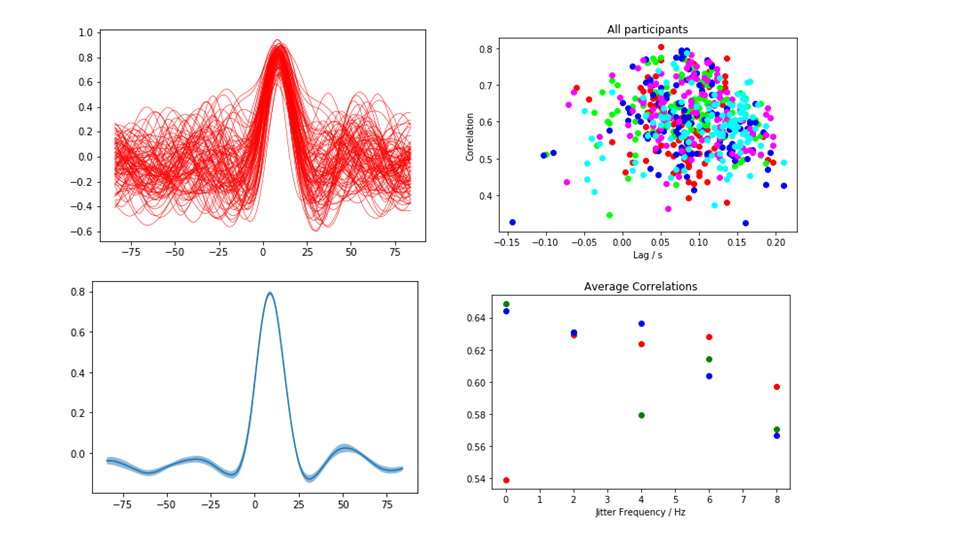 1.0
0.8
0.6
0.4
0.2
0.0
−0.2
−0.4
−0.6
−75 −50 −25 0 25 50 75
All participants
0.8
0.7
0.6
0.5
0.4
Correlation
−0.15 −0.10 −0.05 0.00 0.05 0.10 0.15 0.20
Lag / s
0.8
0.6
0.4
0.2
0.0
−75 −50 −25 0 25 50 75
Average Correlations
0.64
0.62
0.60
0.58
0.56
0.54
0 1 2 3 4 5 6 7 8
Jitter Frequency / Hz